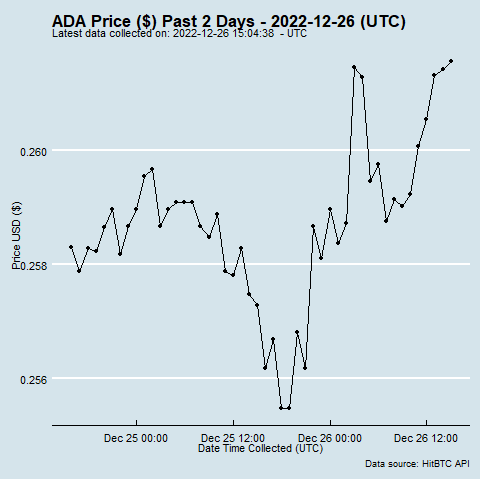 ADA Price ($) Past 2 Days - 2022-12-26 (UTC)
Latest data collected on: 2022-12-26 15:04:38  - UTC
0.260
0.258
0.256
Price USD ($)
Dec 25 00:00
Dec 25 12:00
Dec 26 00:00
Dec 26 12:00
Date Time Collected (UTC)
Data source: HitBTC API